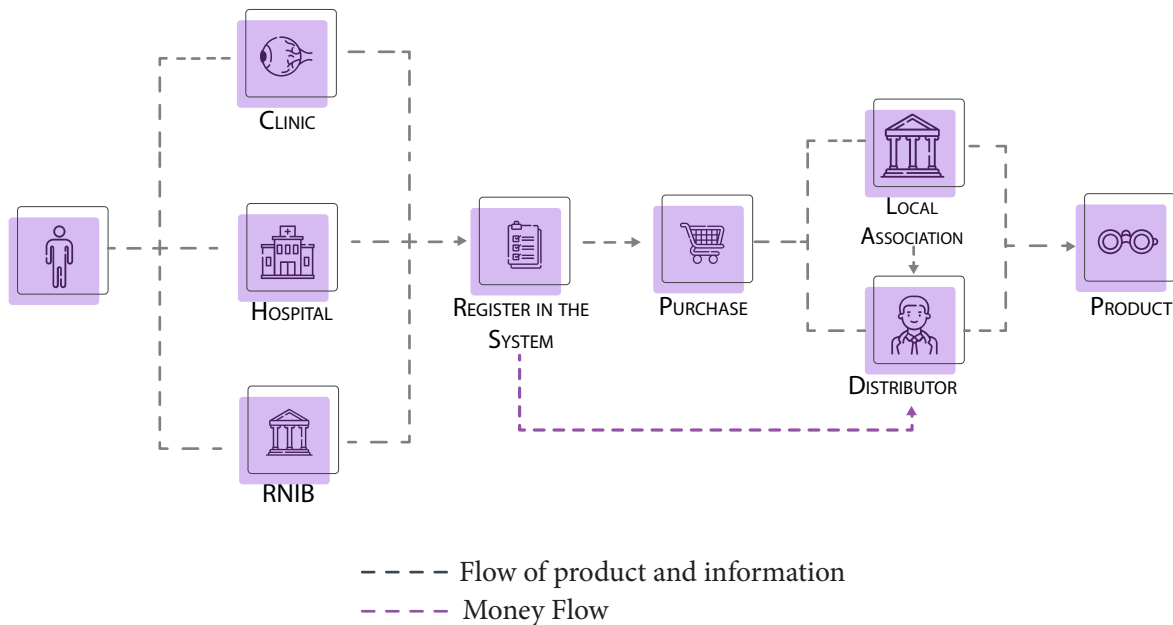 Clinic
Hospital
RNIB
Register in the
System
Purchase
Local
Association
Distributor
Product
Flow of product and information
Money Flow